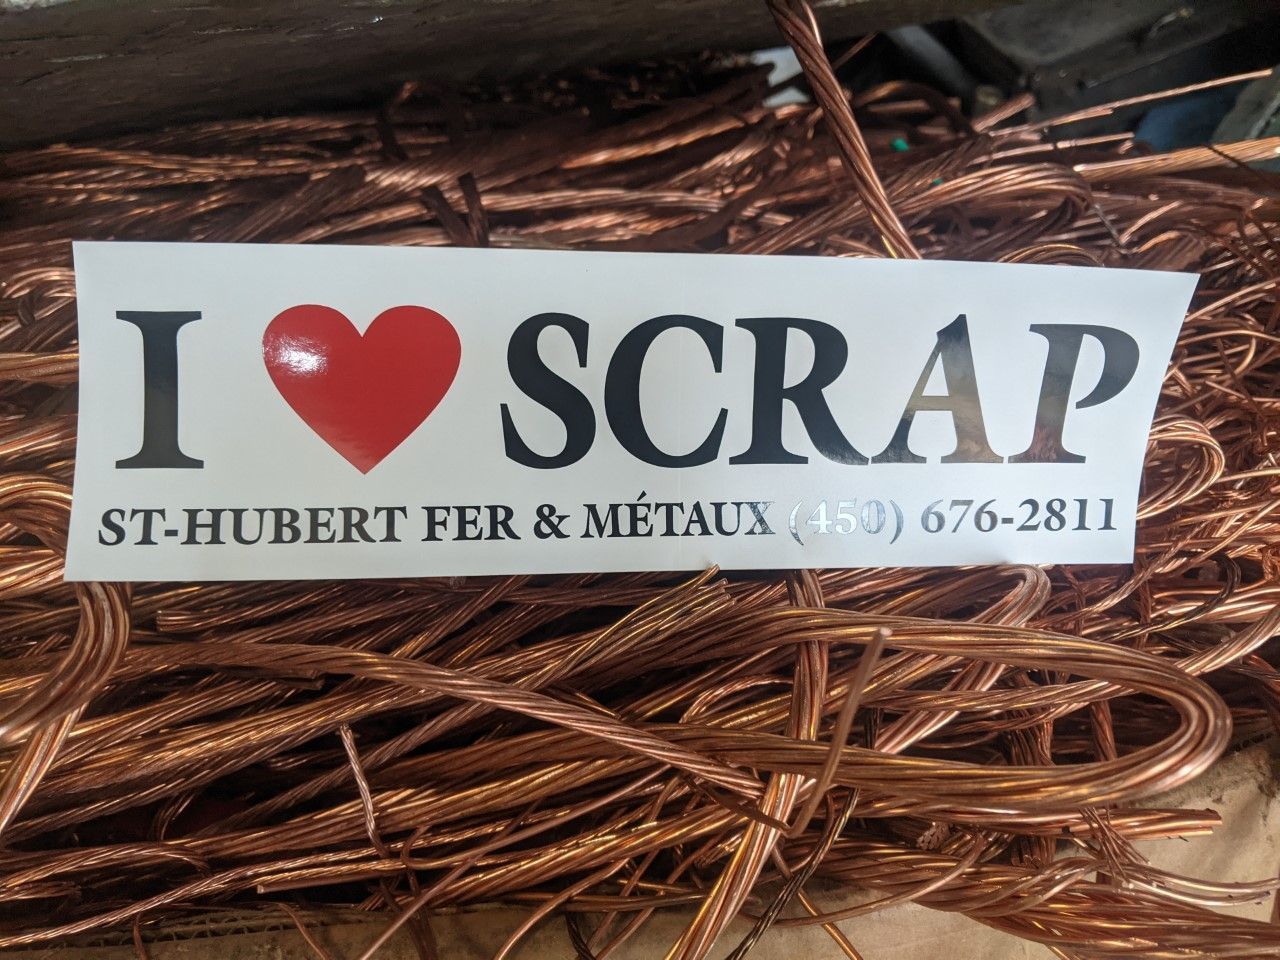 I ❤ SCRAP
ST-HUBERT FER & MÉTAUX (450) 676-2811